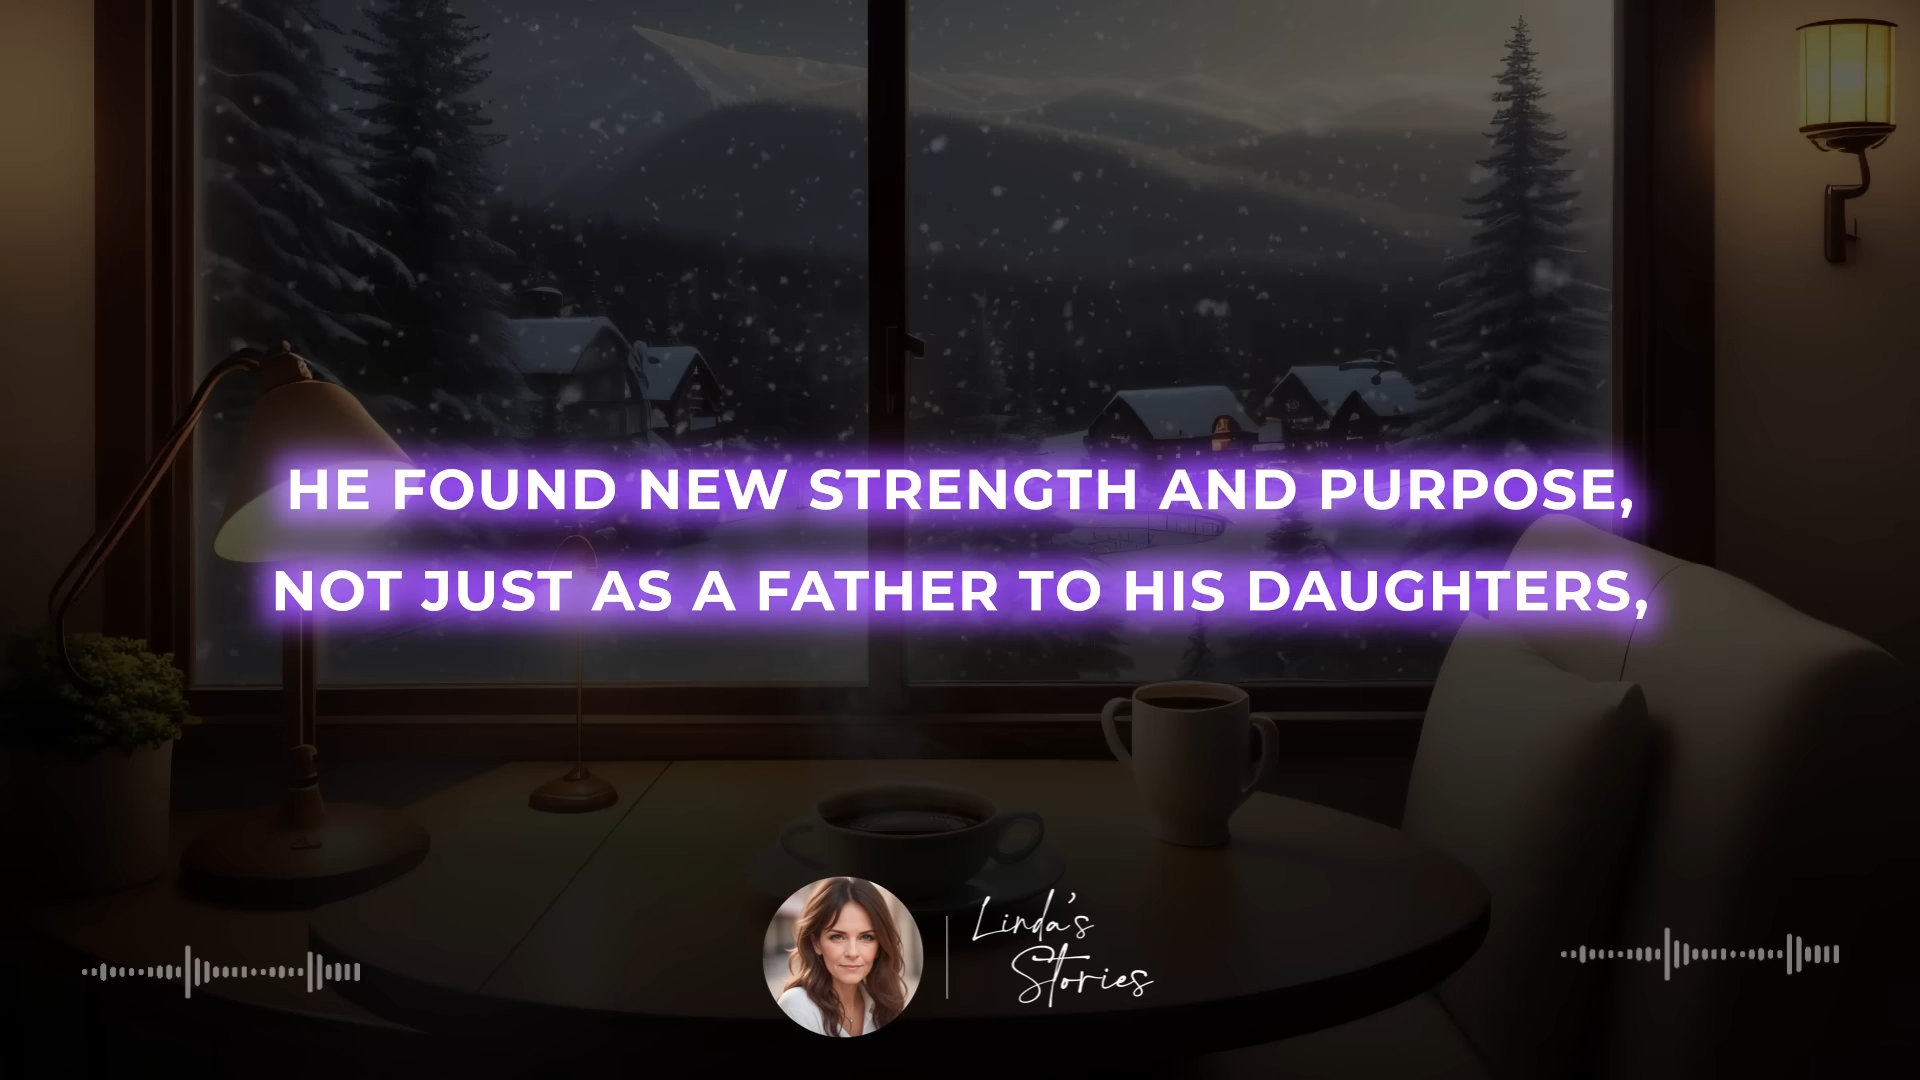 HE FOUND NEW STRENGTH AND PURPOSE,
NOT JUST AS A FATHER TO HIS DAUGHTERS,
Linda's
Stories